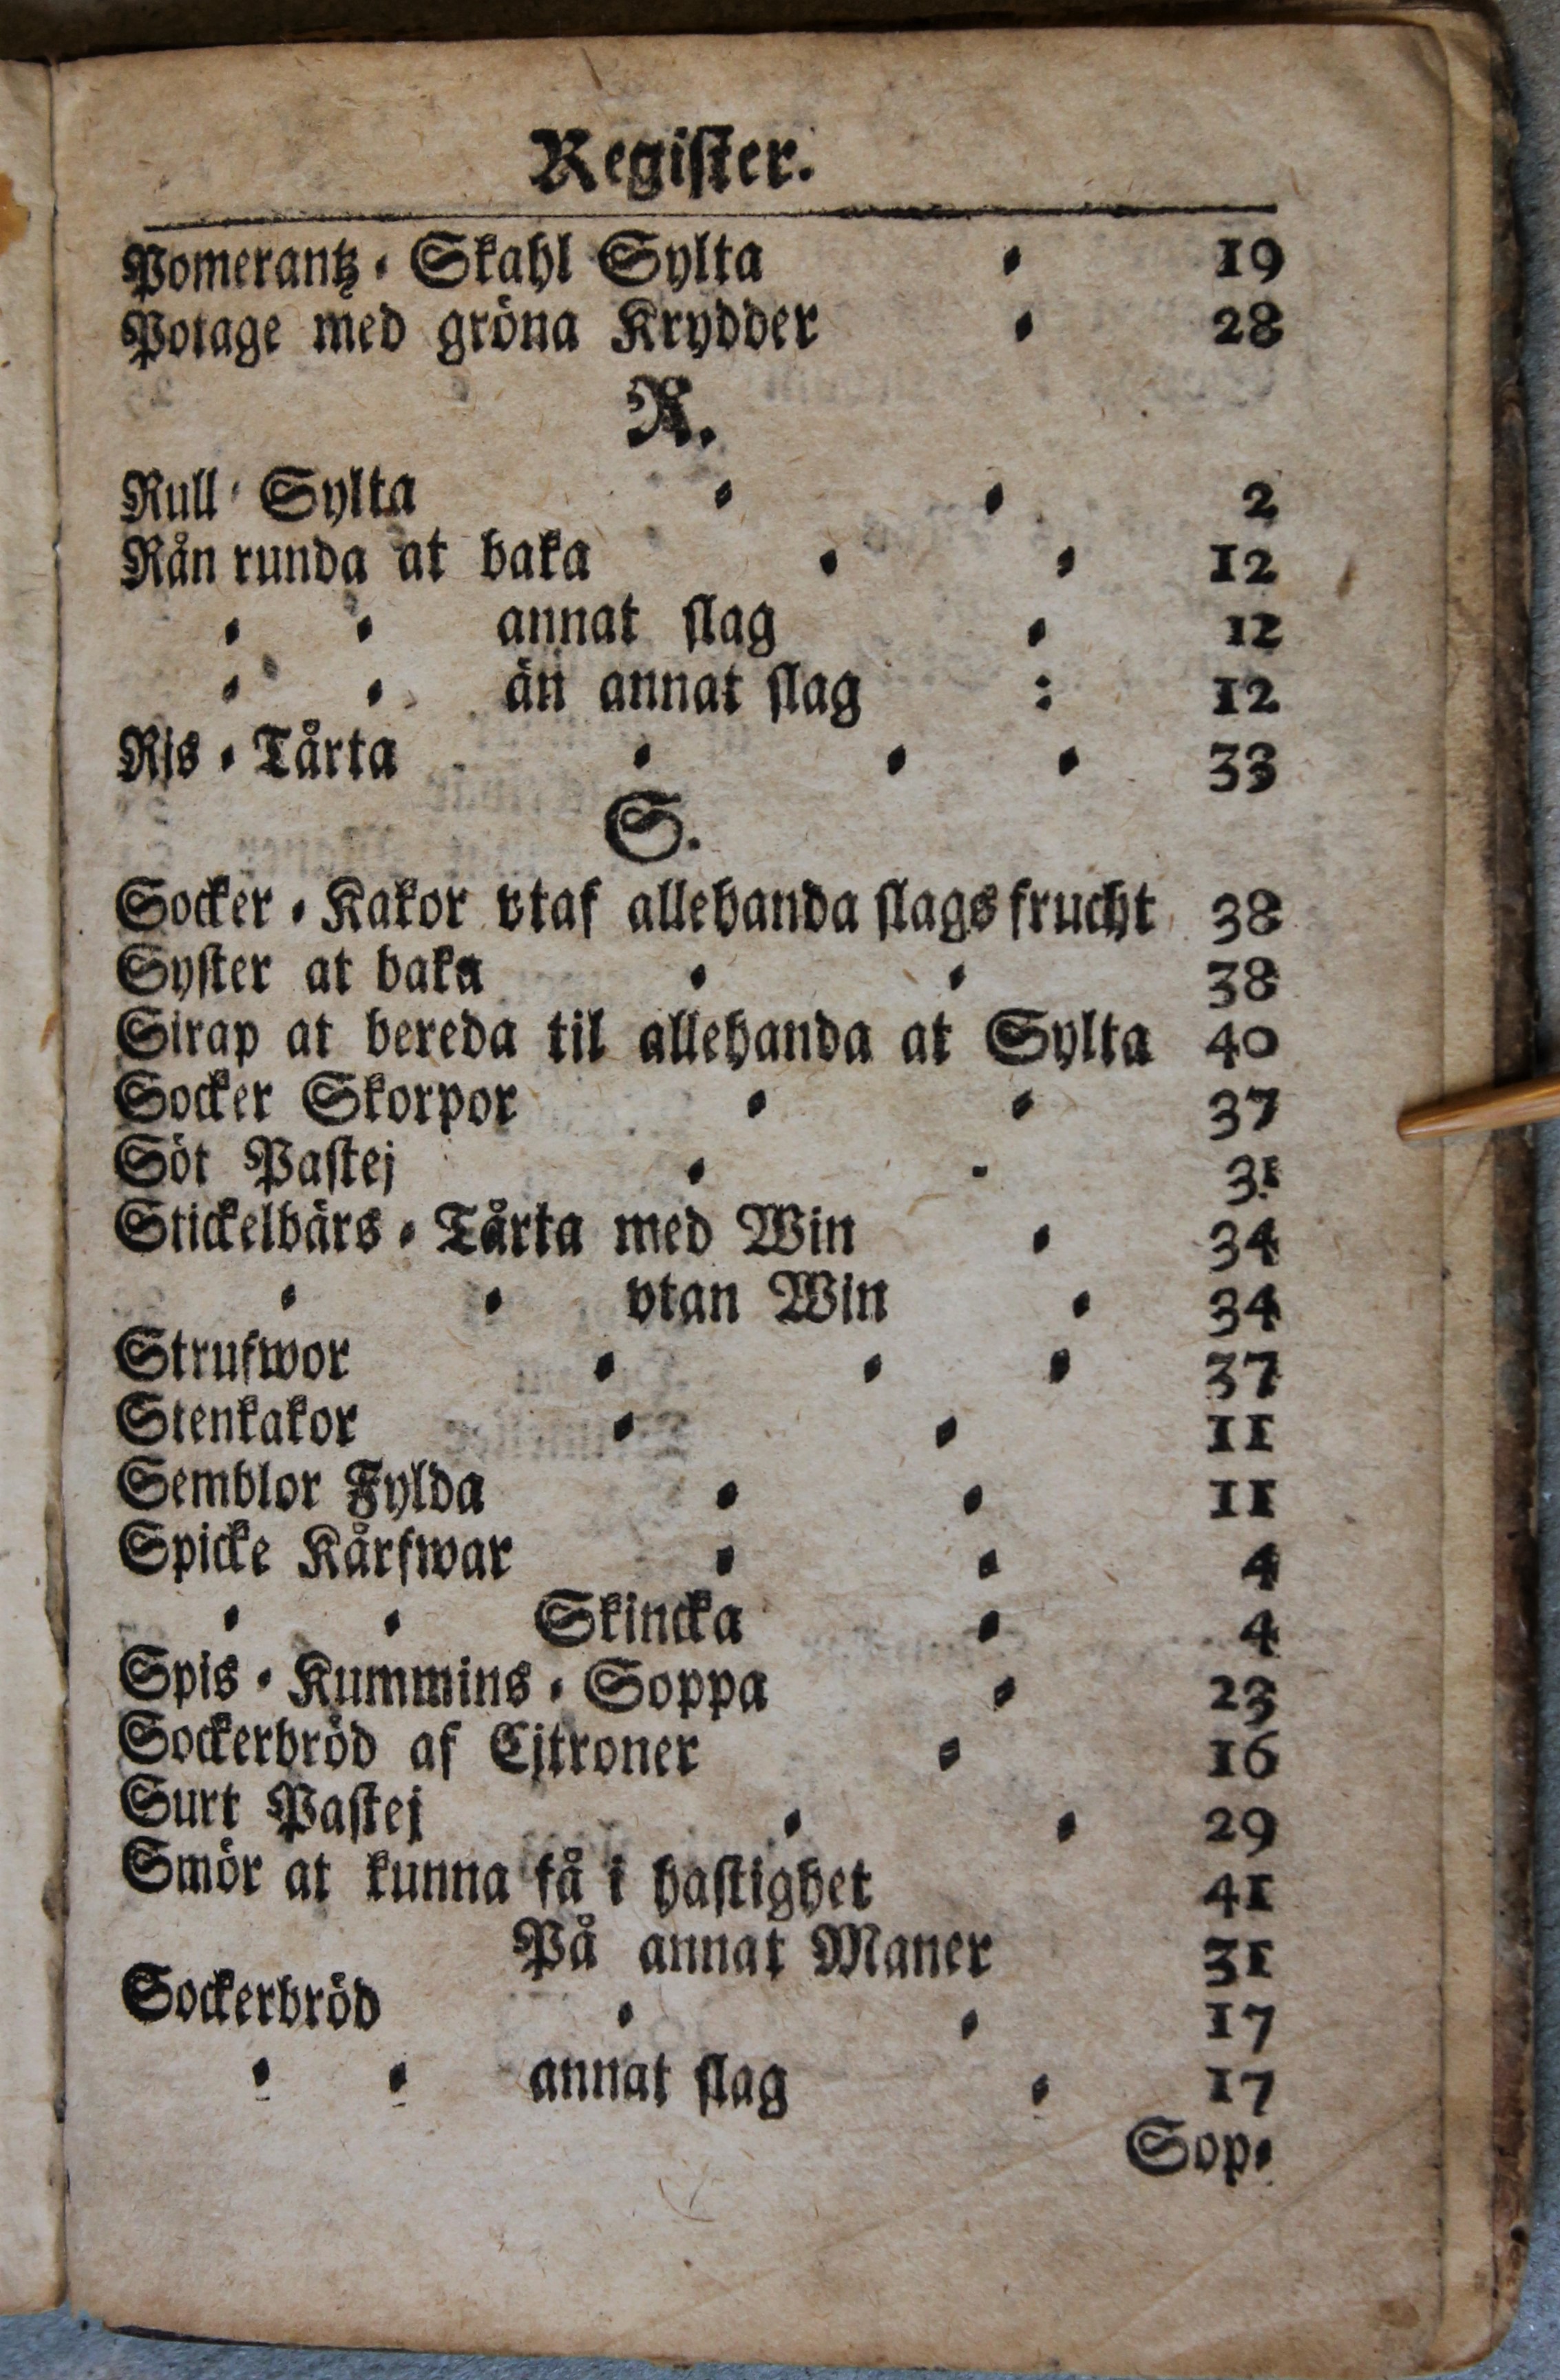 Register.
Pomerantz⸗Skahl Sylta ⸗ 19
Potage med gröna Krydder ⸗ 28
R.
Rull⸗Sylta ⸗ ⸗ 2
Rån runda at baka ⸗ ⸗ 12
⸗ ⸗ annat slag ⸗ 12
⸗ ⸗ än annat slag : 12
Ris⸗Tårta ⸗ ⸗ ⸗ 33
S.
Socker⸗Kakor vtaf allehanda slags frucht 38
Syster at baka ⸗ ⸗ 38
Sirap at bereda til allehanda at Sylta 40
Socker Skorpor ⸗ ⸗ 37
Söt Pastej ⸗ - 31
Stickelbärs⸗Tårta med Win ⸗ 34
⸗ ⸗ vtan Win ⸗ 34
Strufwor ⸗ ⸗ ⸗ 37
Stenkakor ⸗ ⸗ 11
Semblor Fylda ⸗ ⸗ 11
Spicke Kårfwar ⸗ ⸗ 4
⸗ ⸗ Skincka ⸗ 4
Spis⸗Kummins⸗Soppa ⸗ 23
Sockerbröd af Citroner ⸗ 16
Surt Pastej ⸗ ⸗ 29
Smör at kunna få i hastighet 41
På annat Maner 31
Sockerbröd ⸗ ⸗ 17
⸗ ⸗ annat slag ⸗ 17
Sop⸗